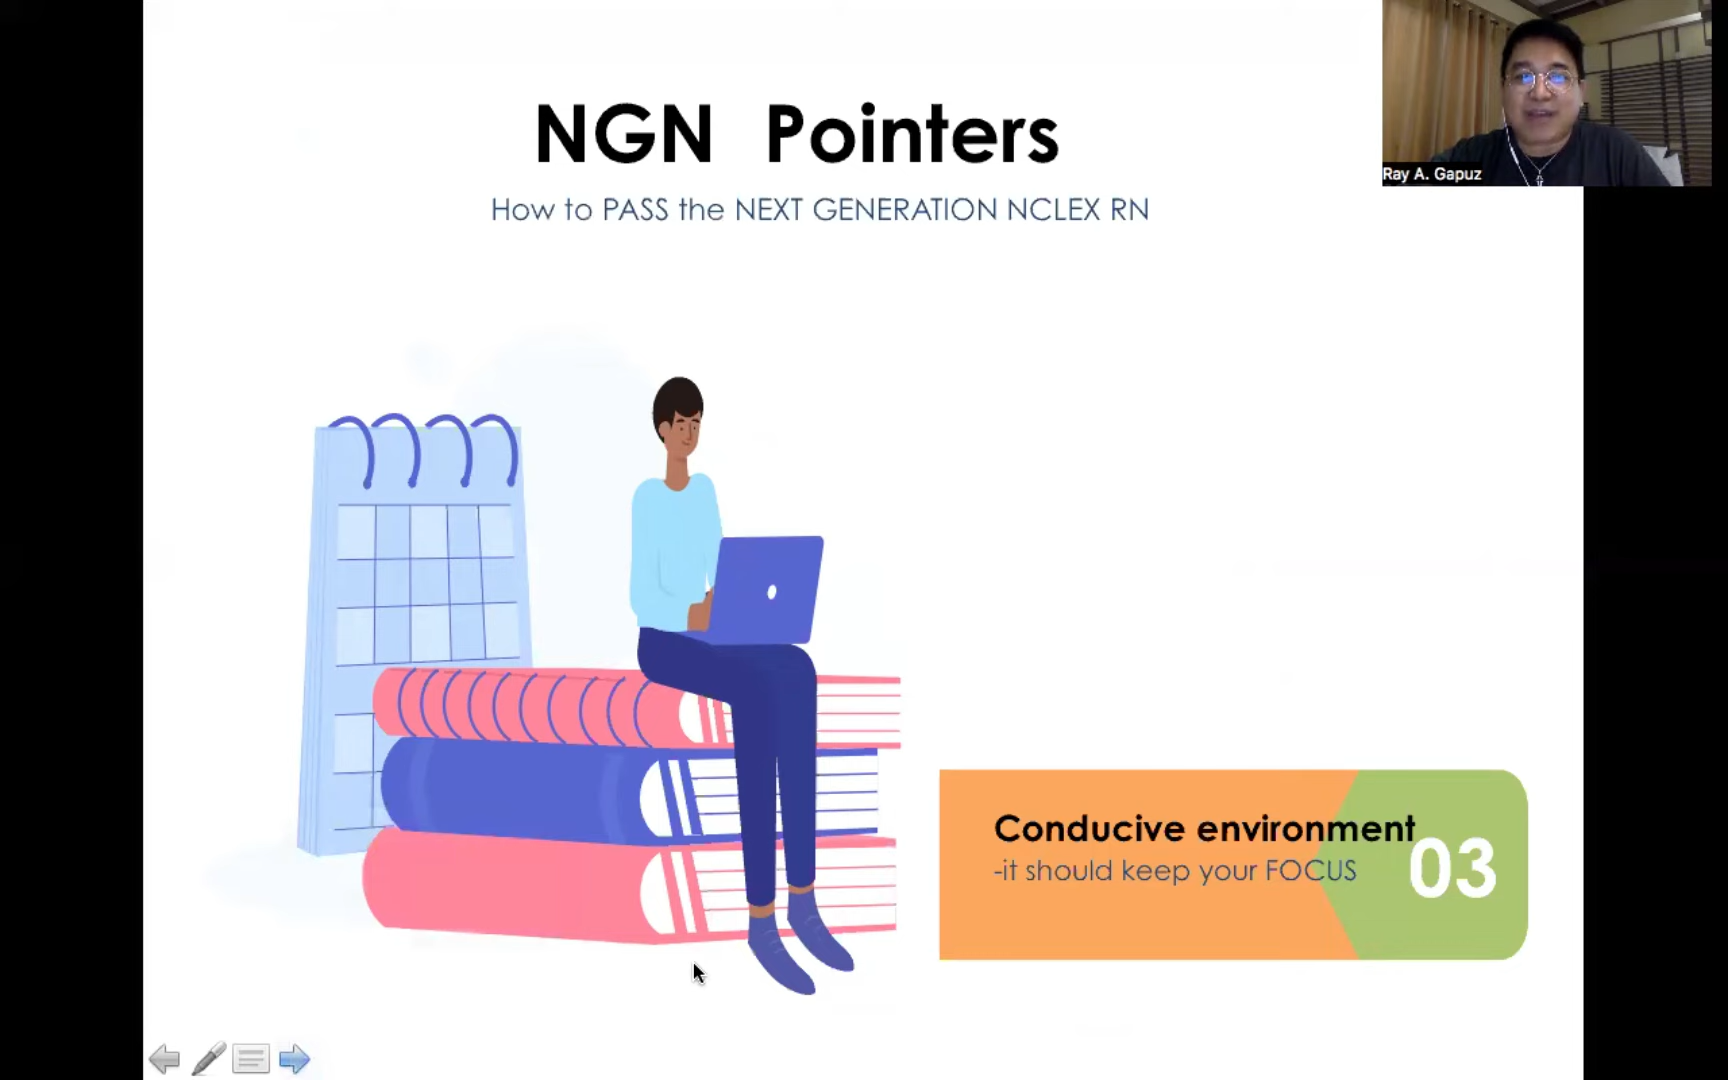 NGN Pointers
How to PASS the NEXT GENERATION NCLEX RN
Ray A. Gapuz
Conducive environment
-it should keep your FOCUS
03